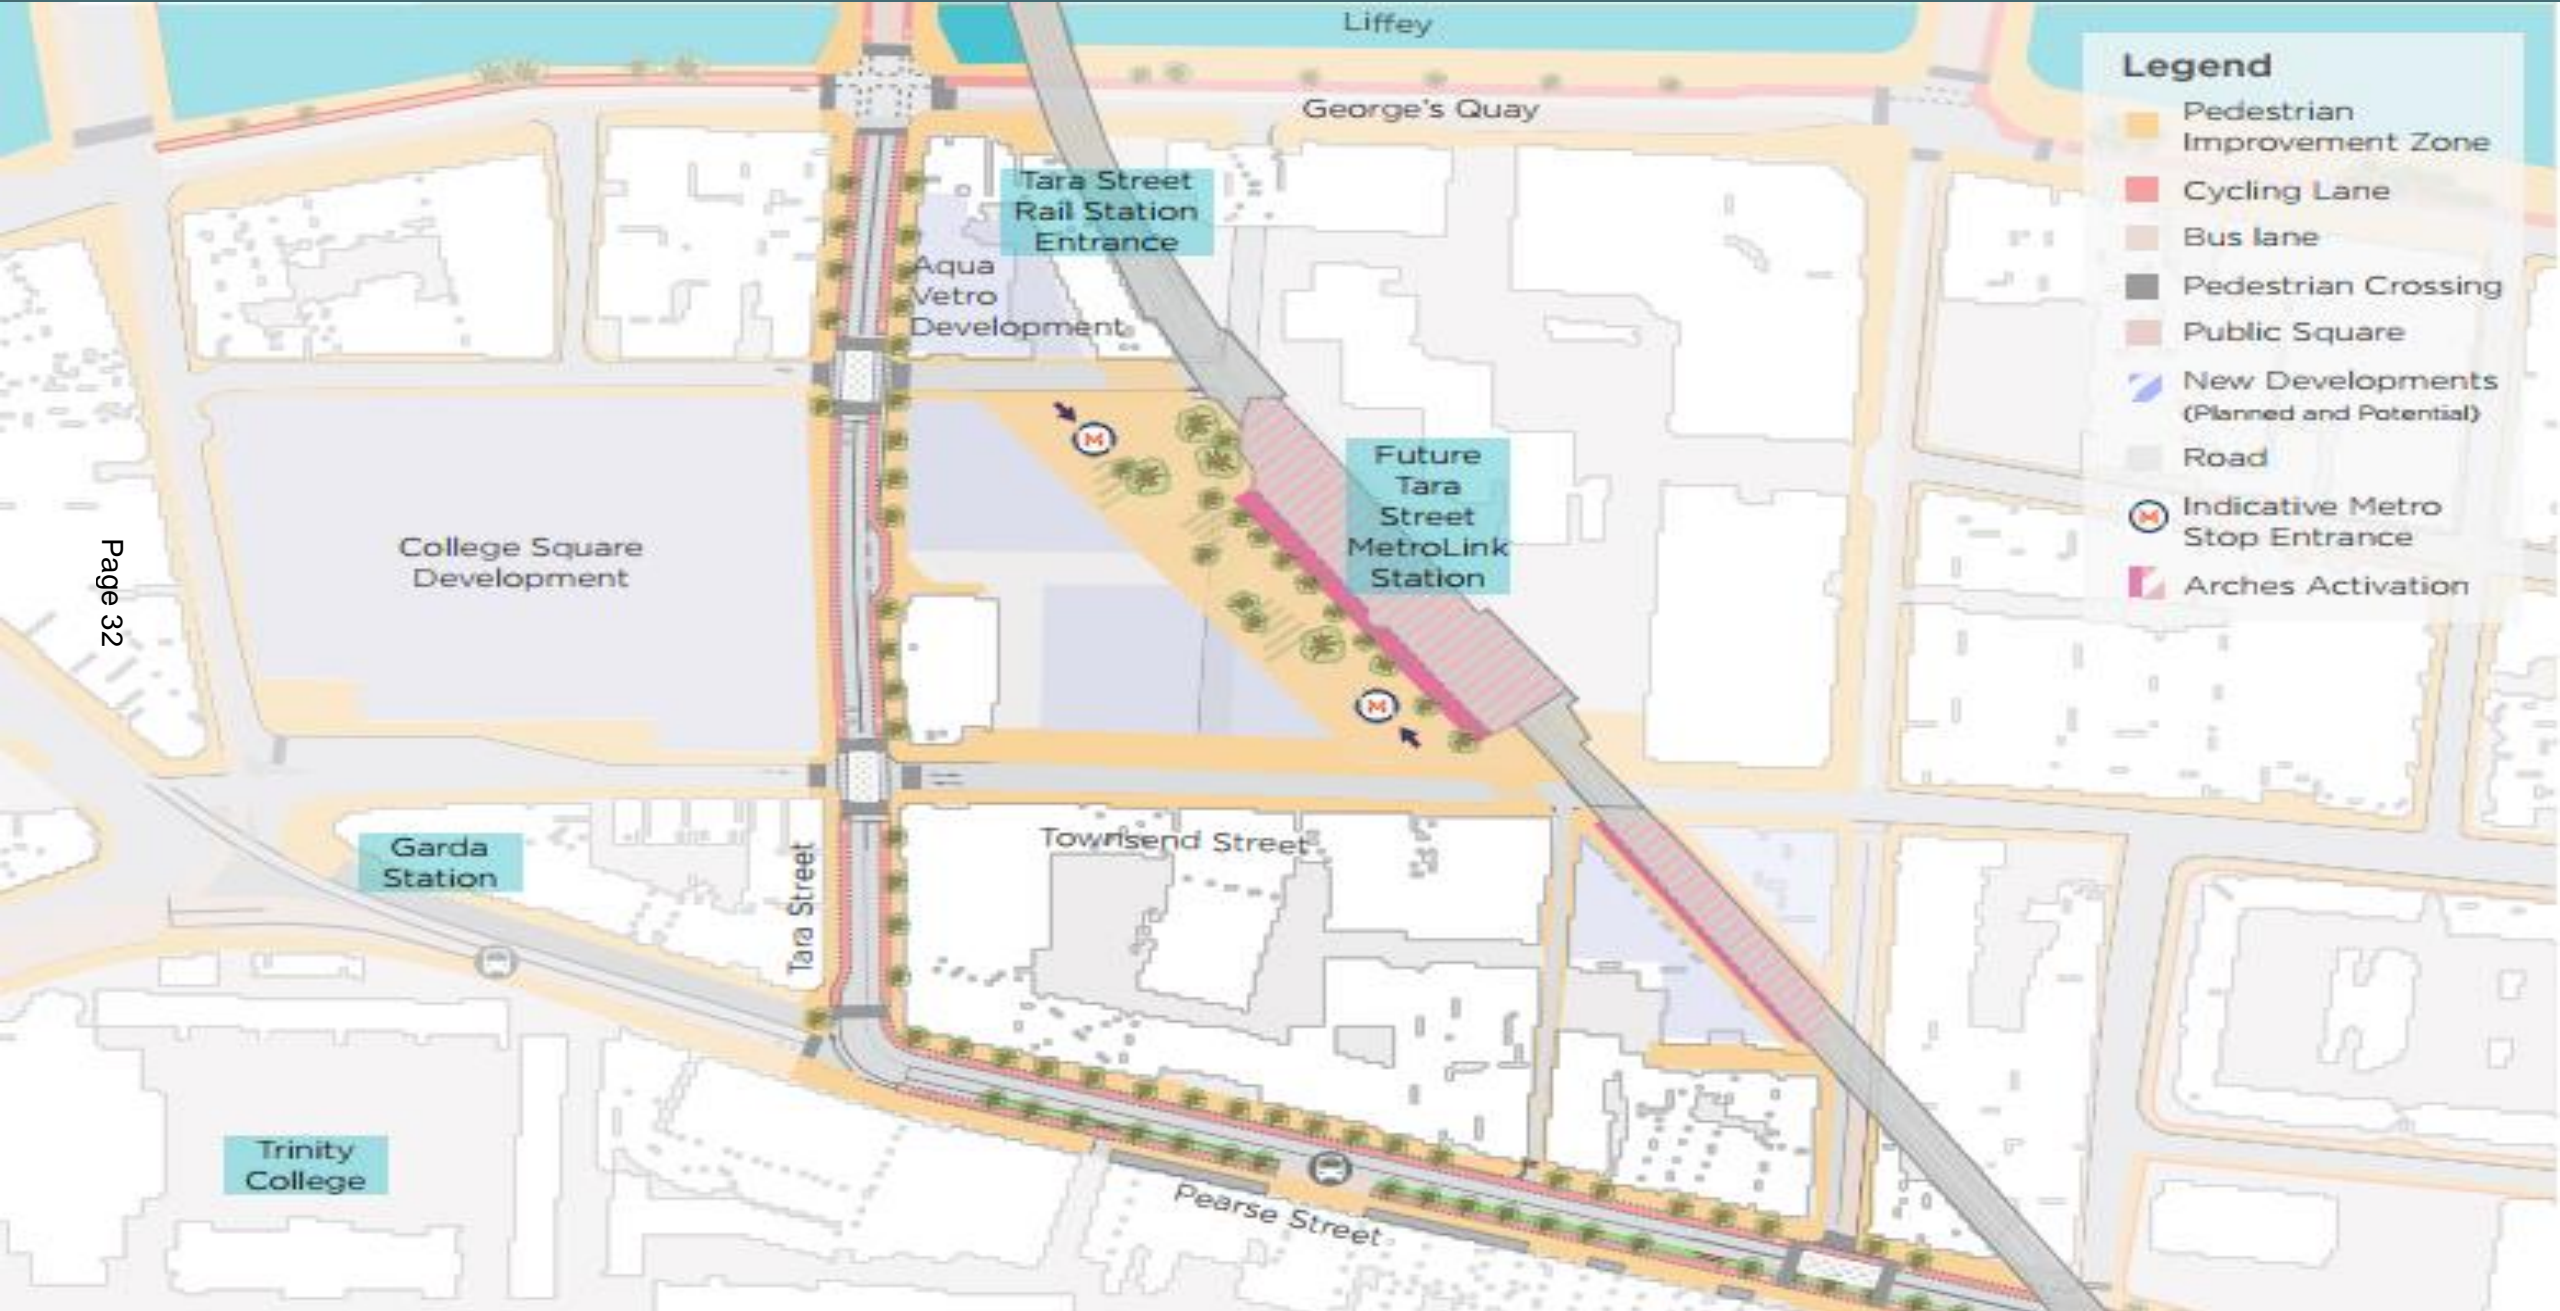 Liffey
George's Quay
Tara Street
Rail Station
Entrance
Aqua
Vetro
Development
Future
Tara
Street
MetroLink
Station
M
M
College Square
Development
Page 32
Townsend Street
Garda
Station
Tara Street
Trinity
College
Pearse Street
Legend
Pedestrian
Improvement Zone
Cycling Lane
Bus lane
Pedestrian Crossing
Public Square
New Developments
(Planned and Potential)
Road
M
Indicative Metro
Stop Entrance
Arches Activation